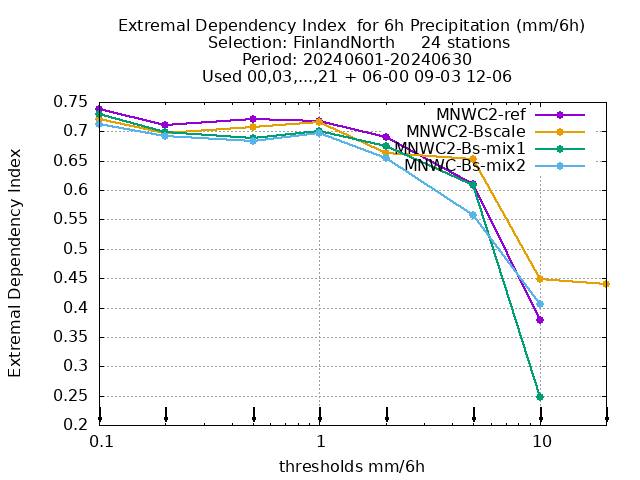 Extremal Dependency Index  for 6h Precipitation (mm/6h)
Selection: FinlandNorth     24 stations
Period: 20240601-20240630
Used 00,03,...,21 + 06-00 09-03 12-06
MNWC2-ref
MNWC2-Bscale
MNWC2-Bs-mix1
MNWC-Bs-mix2
Extremal Dependency Index
0.75
0.7
0.65
0.6
0.55
0.5
0.45
0.4
0.35
0.3
0.25
0.2
0.1
1
10
thresholds mm/6h